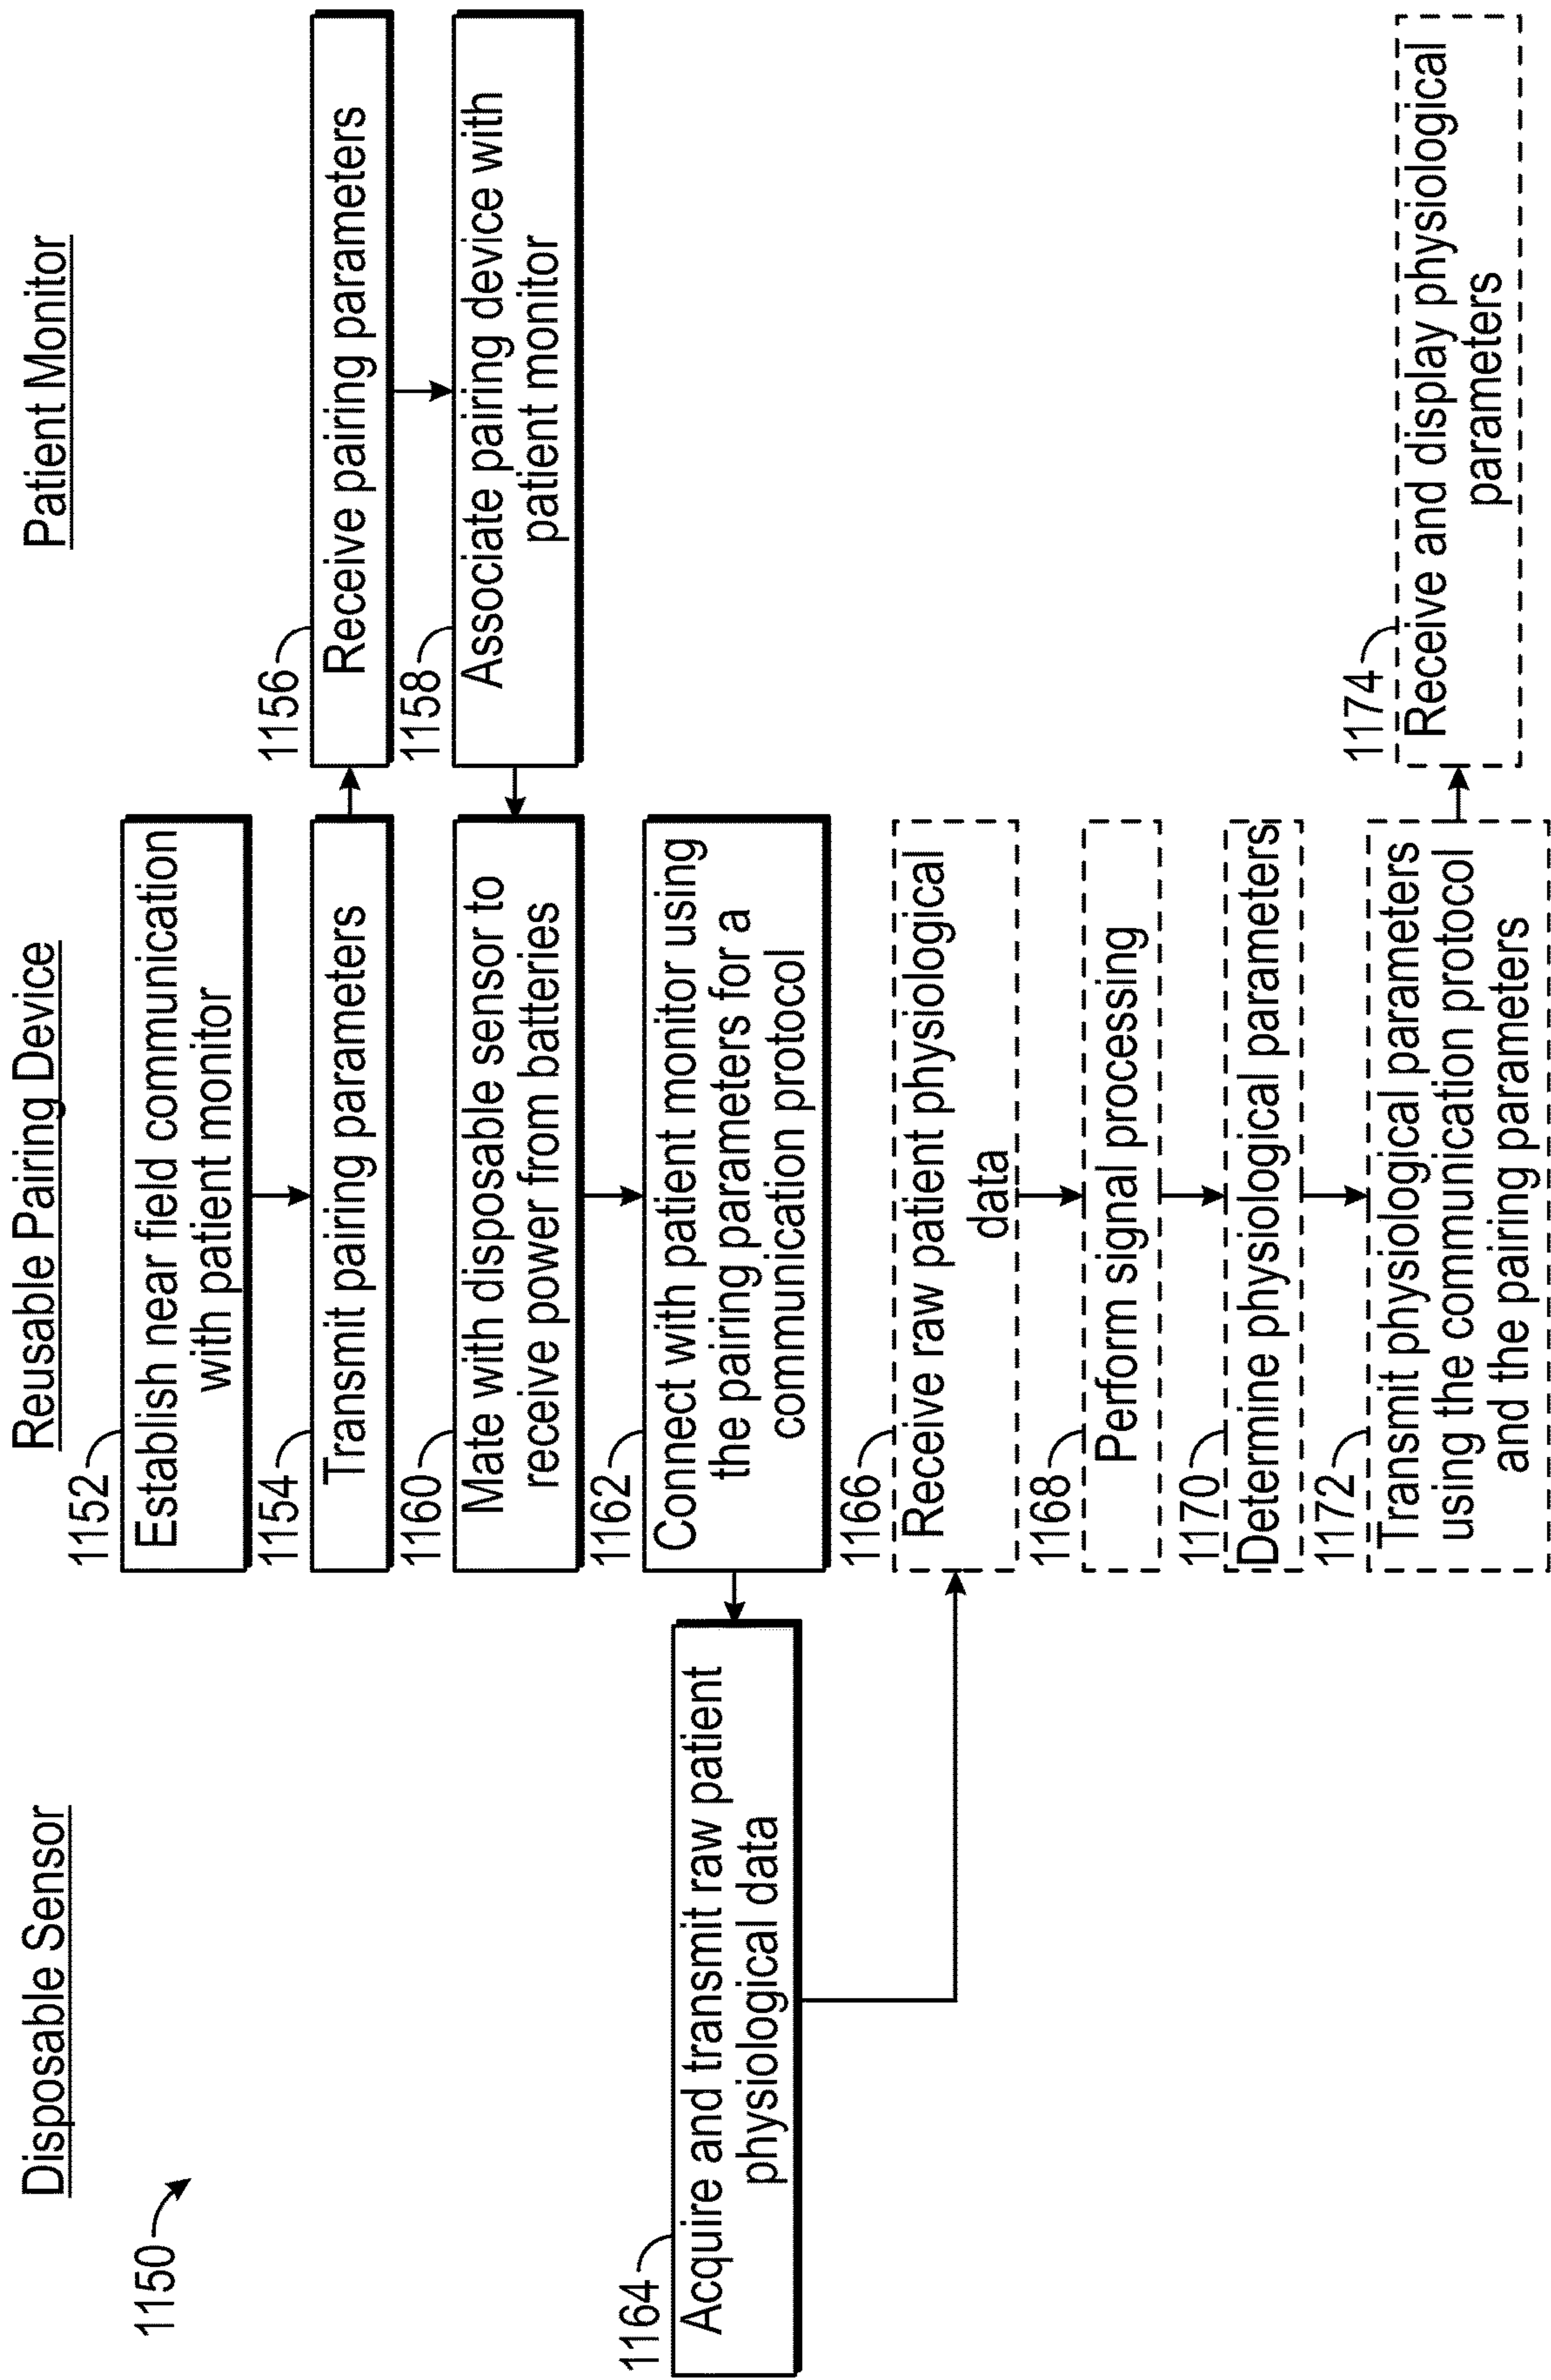 Disposable Sensor
Reusable Pairing Device
Patient Monitor
1150
1152
Establish near field communication
with patient monitor
1154
Transmit pairing parameters
1156
Receive pairing parameters
1158
Associate pairing device with
patient monitor
1160
Mate with disposable sensor to
receive power from batteries
1162
Connect with patient monitor using
the pairing parameters for a
communication protocol
1164
Acquire and transmit raw patient
physiological data
1166
Receive raw patient physiological
data
1168
Perform signal processing
1170
Determine physiological parameters
1172
Transmit physiological parameters
using the communication protocol
and the pairing parameters
1174
Receive and display physiological
parameters